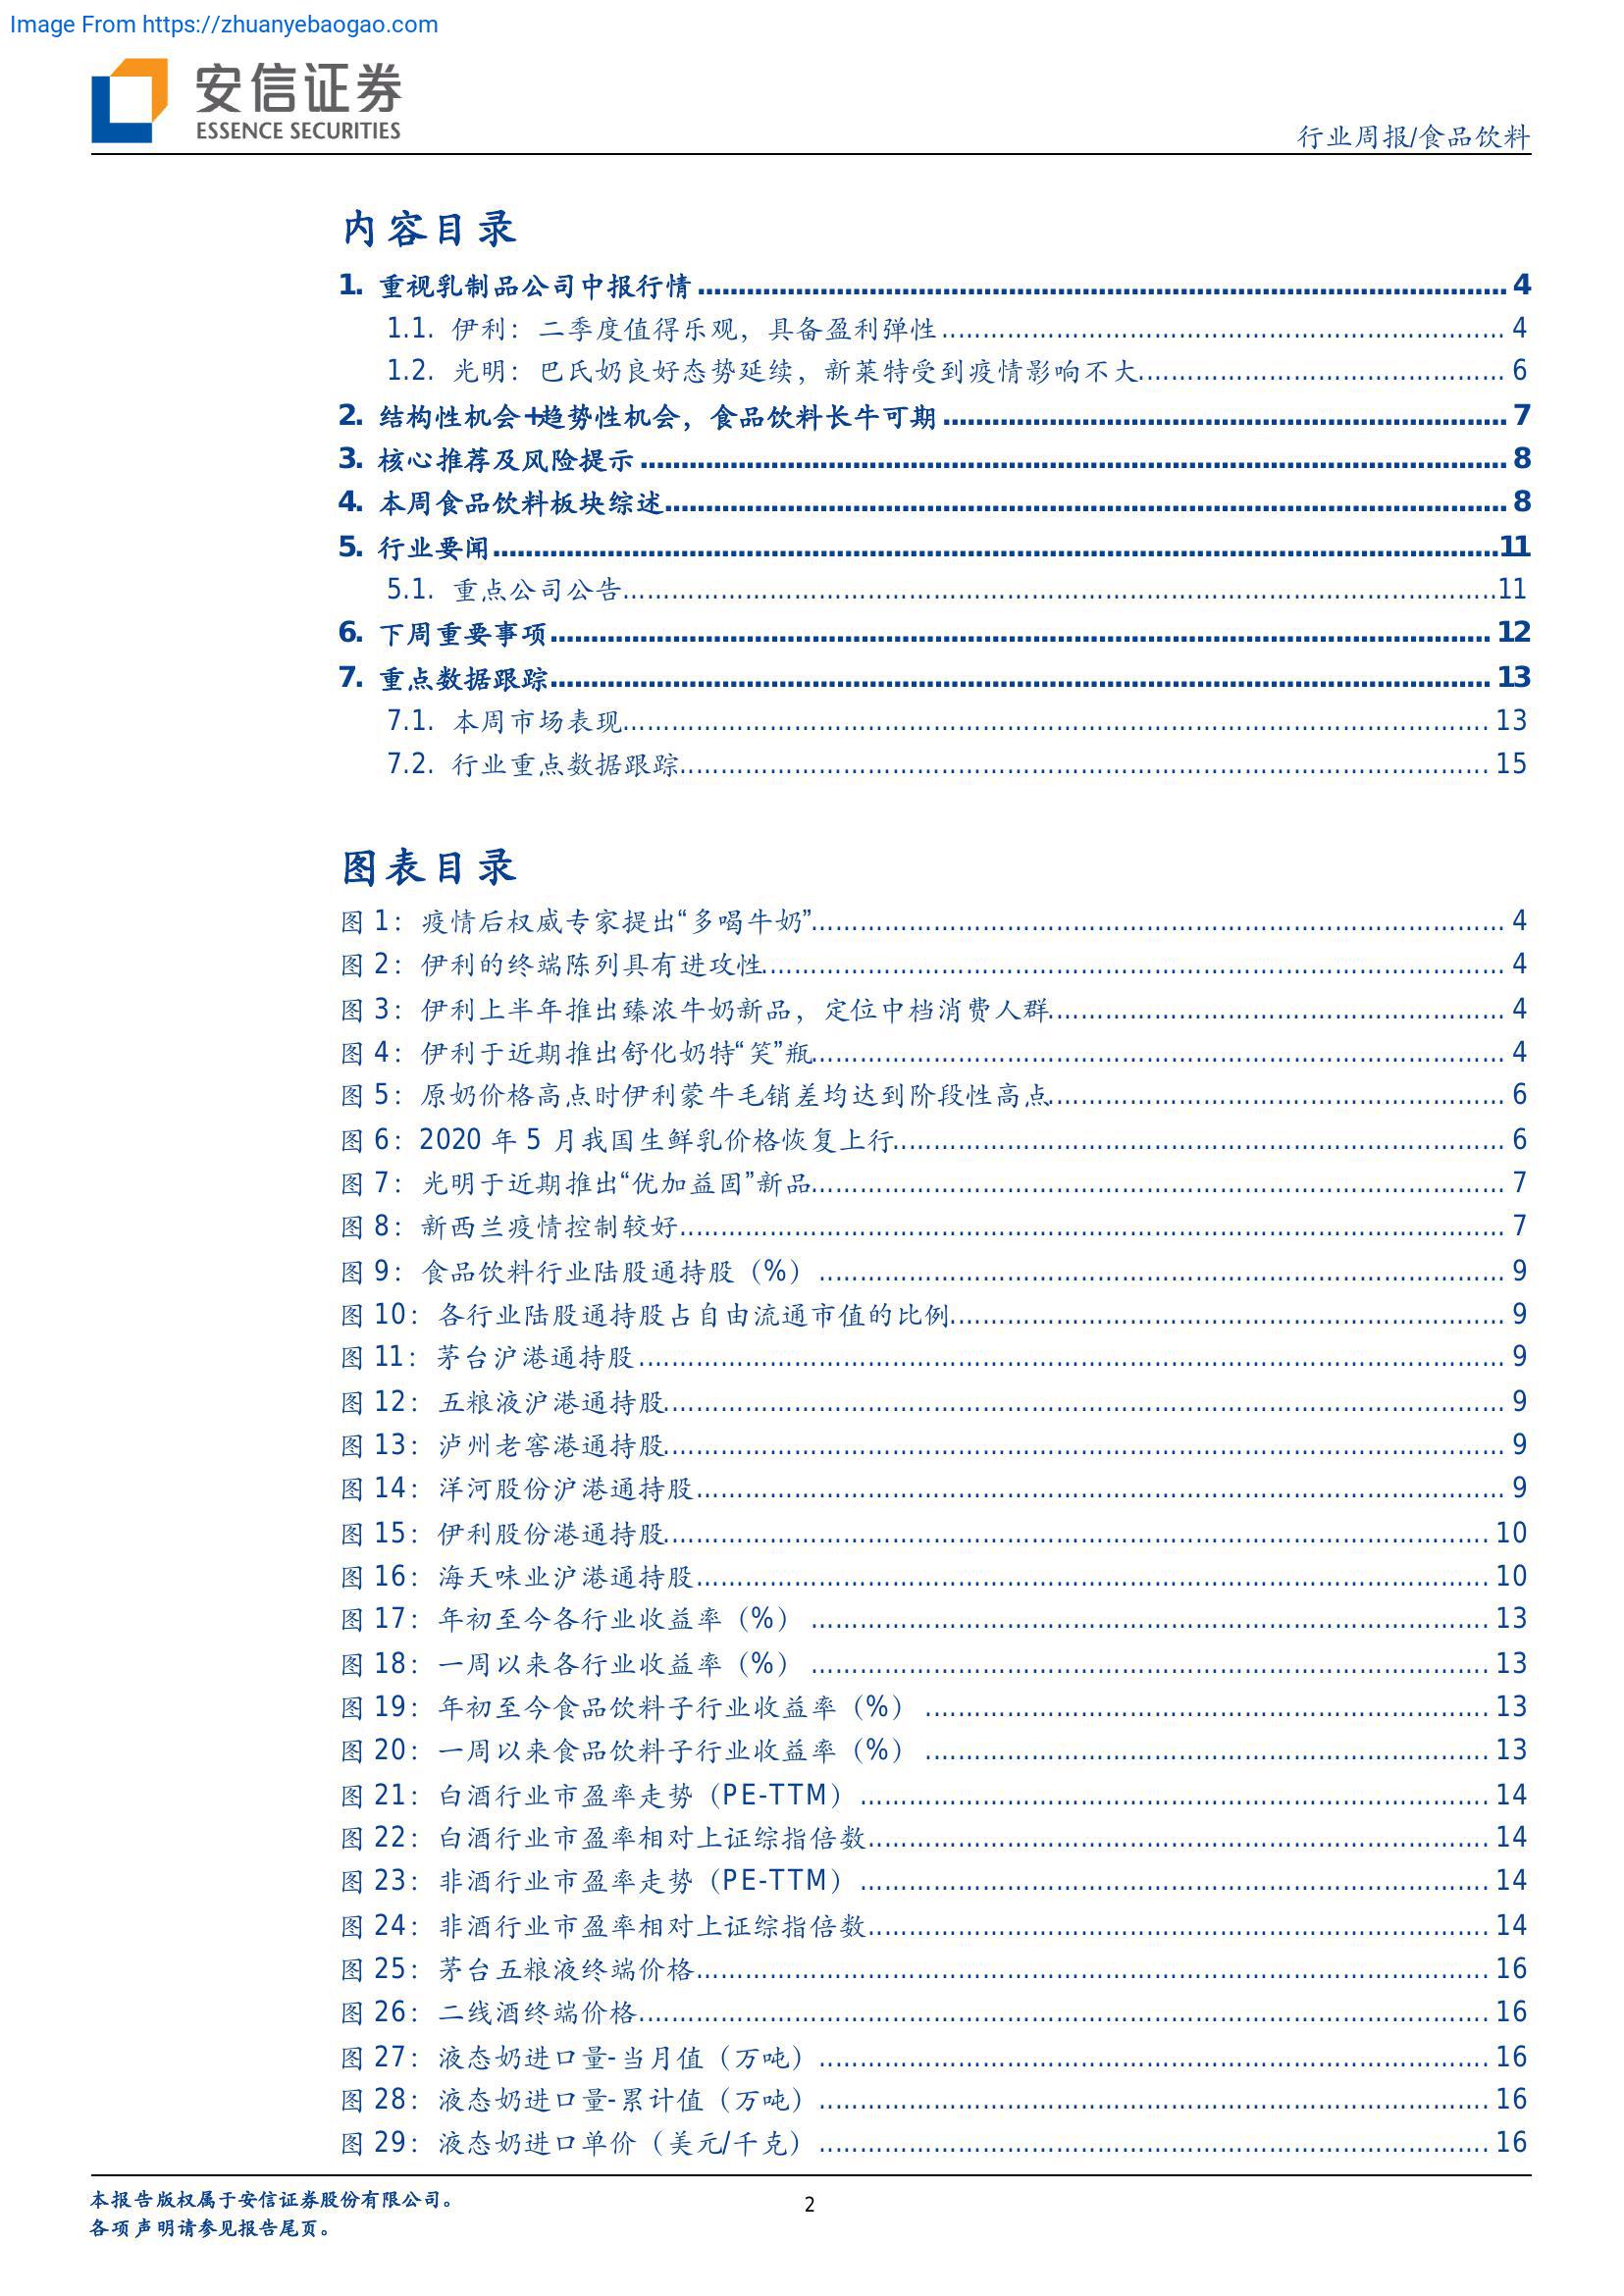 Image From https://zhuanyebaogao.com
安信证券
ESSENCE SECURITIES
行业周报/食品饮料
内容目录
1. 重视乳制品公司中报行情 4
1.1. 伊利：二季度值得乐观，具备盈利弹性 4
1.2. 光明：巴氏奶良好态势延续，新莱特受到疫情影响不大 6
2. 结构性机会+趋势性机会，食品饮料长牛可期 7
3. 核心推荐及风险提示 8
4. 本周食品饮料板块综述 8
5. 行业要闻 11
5.1. 重点公司公告 11
6. 下周重要事项 12
7. 重点数据跟踪 13
7.1. 本周市场表现 13
7.2. 行业重点数据跟踪 15
图表目录
图 1：疫情后权威专家提出“多喝牛奶” 4
图 2：伊利的终端陈列具有进攻性 4
图 3：伊利上半年推出臻浓牛奶新品，定位中档消费人群 4
图 4：伊利于近期推出舒化奶特“笑”瓶 4
图 5：原奶价格高点时伊利蒙牛毛销差均达到阶段性高点 6
图 6：2020 年 5 月我国生鲜乳价格恢复上行 6
图 7：光明于近期推出“优加益固”新品 7
图 8：新西兰疫情控制较好 7
图 9：食品饮料行业陆股通持股（%） 9
图 10：各行业陆股通持股占自由流通市值的比例 9
图 11：茅台沪港通持股 9
图 12：五粮液沪港通持股 9
图 13：泸州老窖港通持股 9
图 14：洋河股份沪港通持股 9
图 15：伊利股份港通持股 10
图 16：海天味业沪港通持股 10
图 17：年初至今各行业收益率（%） 13
图 18：一周以来各行业收益率（%） 13
图 19：年初至今食品饮料子行业收益率（%） 13
图 20：一周以来食品饮料子行业收益率（%） 13
图 21：白酒行业市盈率走势（PE-TTM） 14
图 22：白酒行业市盈率相对上证综指倍数 14
图 23：非酒行业市盈率走势（PE-TTM） 14
图 24：非酒行业市盈率相对上证综指倍数 14
图 25：茅台五粮液终端价格 16
图 26：二线酒终端价格 16
图 27：液态奶进口量-当月值（万吨） 16
图 28：液态奶进口量-累计值（万吨） 16
图 29：液态奶进口单价（美元/千克） 16
本报告版权属于安信证券股份有限公司。
2
各项声明请参见报告尾页。